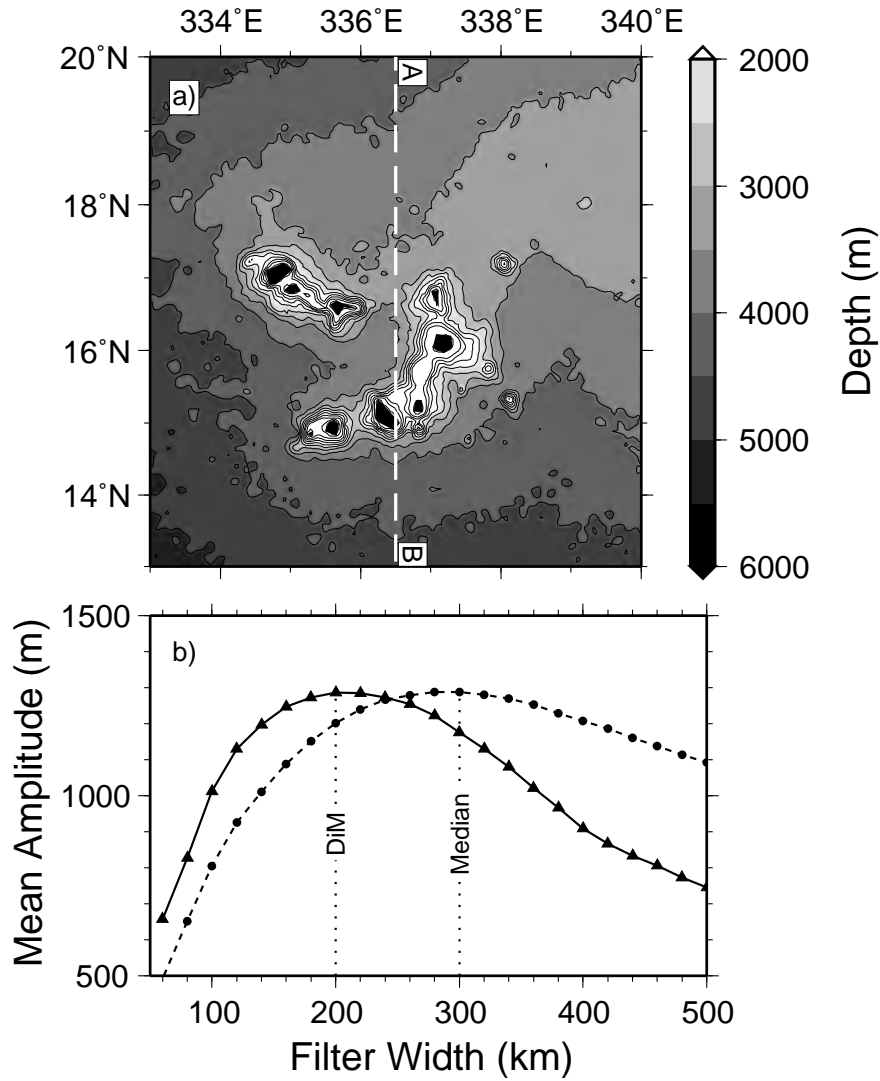 334˚E 336˚E 338˚E 340˚E
20˚N
18˚N
16˚N
14˚N
a)
A
B
2000
3000
4000
5000
6000
Depth (m)
1500
1000
500
Mean Amplitude (m)
b)
DiM
Median
100 200 300 400 500
Filter Width (km)